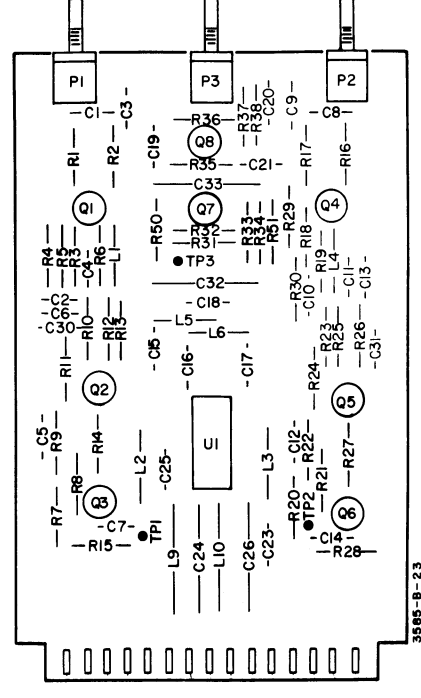 P1 P3 P2
C1 C3 R37 R38 C20 C9 C8
R36
R1 R2 C19 Q8 R17 R16
R35 C21
C33
Q1 R50 Q7 R33 R34 R51 R29 R18 Q4
R32
R31
R4 R5 R3 C4 R6 L1 TP3 R19 L4 C11 C13
C32 R30 C10
C2 C18
C6 L5
C30 R10 R12 R13 L6 R23 R25 R26
R11 C15 C16 C17 R24 C31
Q2 Q5
C5 R9 R14 L2 C25 U1 L3 C12 R22 R27
R8 R21
R7 Q3 R20 TP2 Q6
C7 TP1 C14
R15 L9 C24 L10 C26 C23 R28
3585-B-23